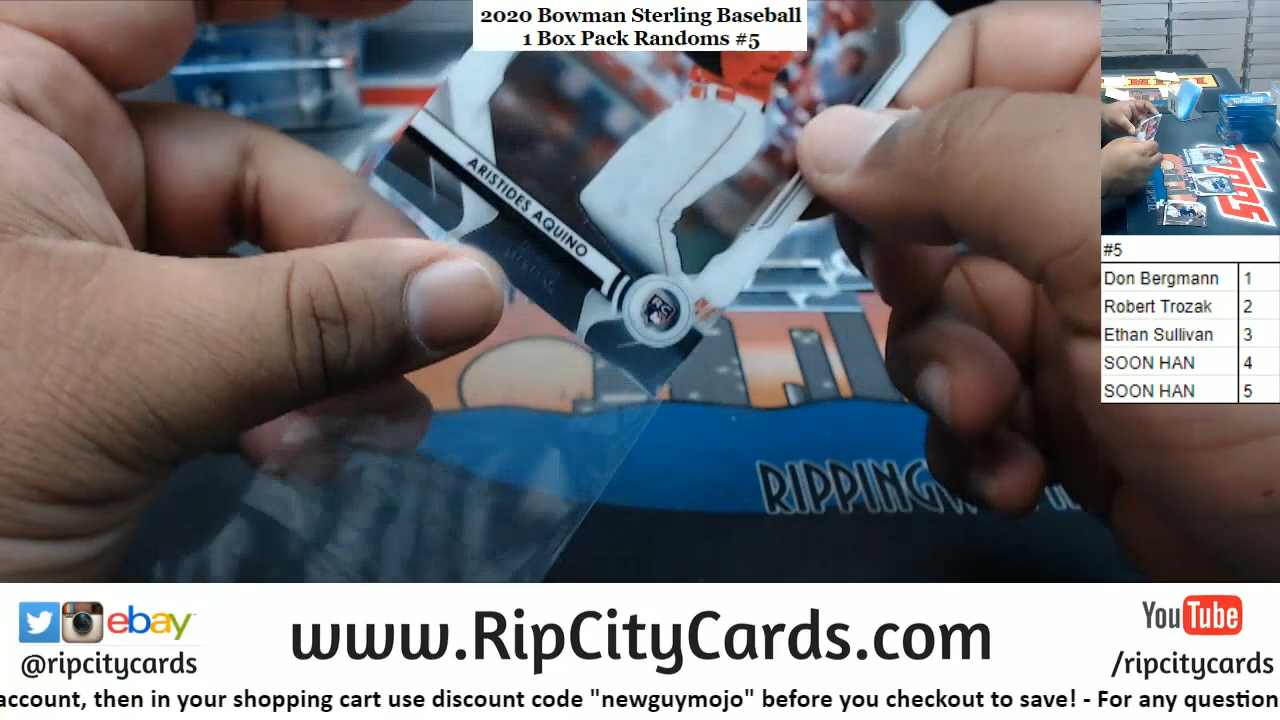 2020 Bowman Sterling Baseball
1 Box Pack Randoms #5
ARISTIDES AQUINO
RC
topps
#5
Don Bergmann 1
Robert Trozak 2
Ethan Sullivan 3
SOON HAN 4
SOON HAN 5
ebay
@ripcitycards
www.RipCityCards.com
YouTube
/ripcitycards
account, then in your shopping cart use discount code "newguymojo" before you checkout to save! - For any question